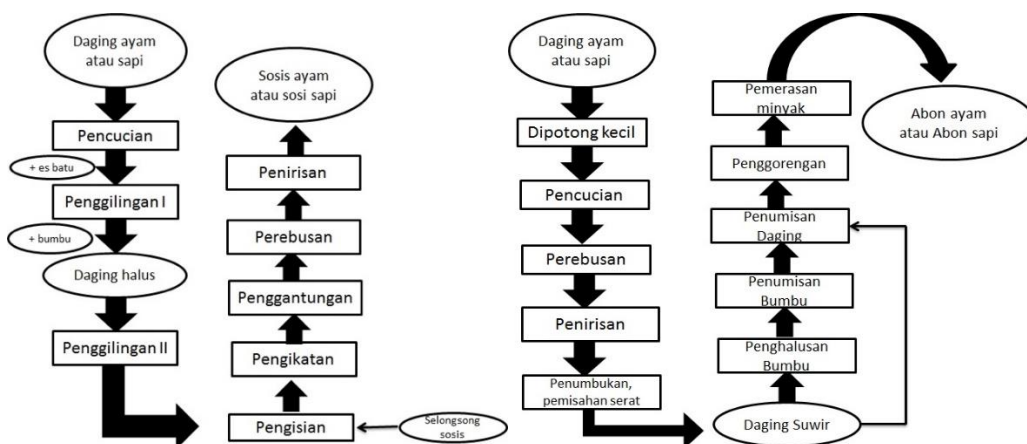 Daging ayam
atau sapi
Pencucian
+ es batu
Penggilingan I
+ bumbu
Daging halus
Penggilingan II
Sosis ayam
atau sosi sapi
Penirisan
Perebusan
Penggantungan
Pengikatan
Pengisian
Selongsong
sosis
Daging ayam
atau sapi
Dipotong kecil
Pencucian
Perebusan
Penirisan
Penumbukan,
pemisahan serat
Pemerasan
minyak
Penggorengan
Penumisan
Daging
Penumisan
Bumbu
Penghalusan
Bumbu
Daging Suwir
Abon ayam
atau Abon sapi